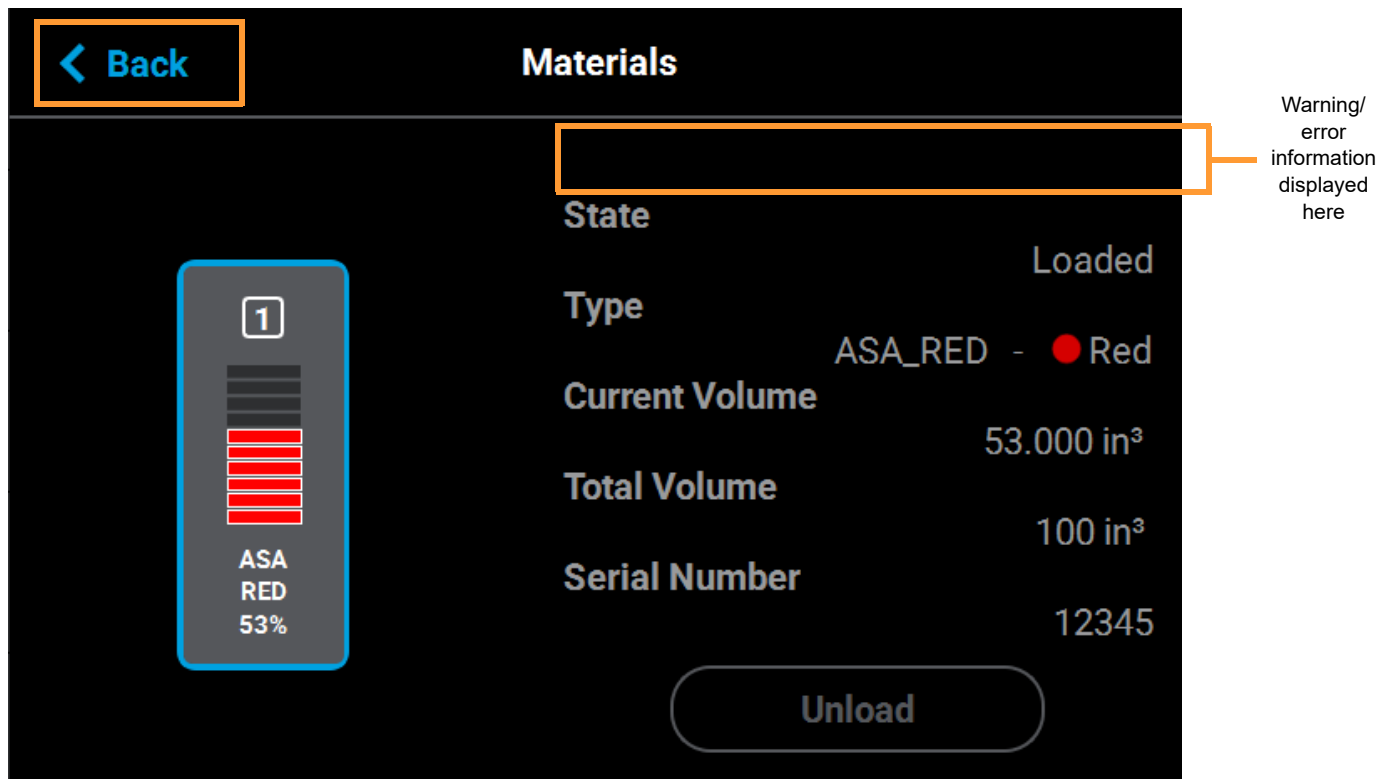 Back
Materials
Warning/
error
information
displayed
here
State
Loaded
Type
ASA_RED - Red
Current Volume
53.000 in³
Total Volume
100 in³
Serial Number
12345
Unload
1
ASA
RED
53%